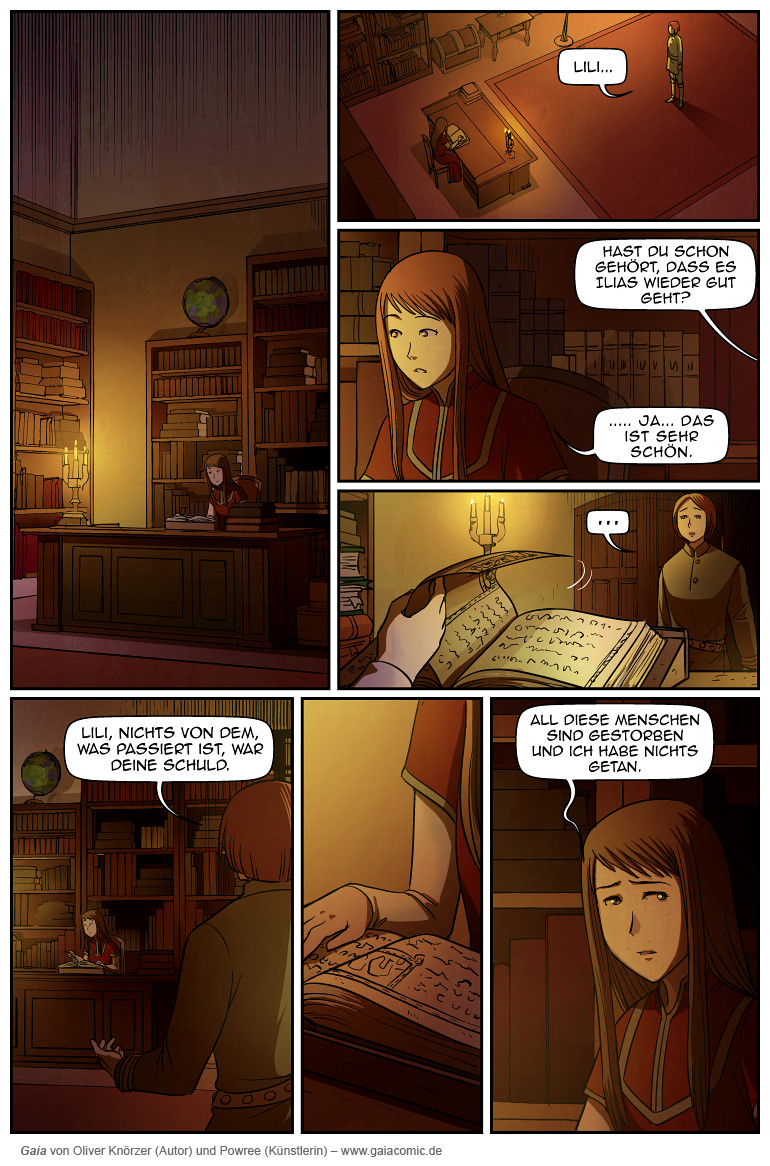 LILI...
HAST DU SCHON
GEHÖRT, DASS ES
ILIAS WIEDER GUT
GEHT?
..... JA... DAS
IST SEHR
SCHÖN.
...
LILI, NICHTS VON DEM,
WAS PASSIERT IST, WAR
DEINE SCHULD.
ALL DIESE MENSCHEN
SIND GESTORBEN
UND ICH HABE NICHTS
GETAN.
Gaia von Oliver Knörzer (Autor) und Powree (Künstlerin) – www.gaiacomic.de